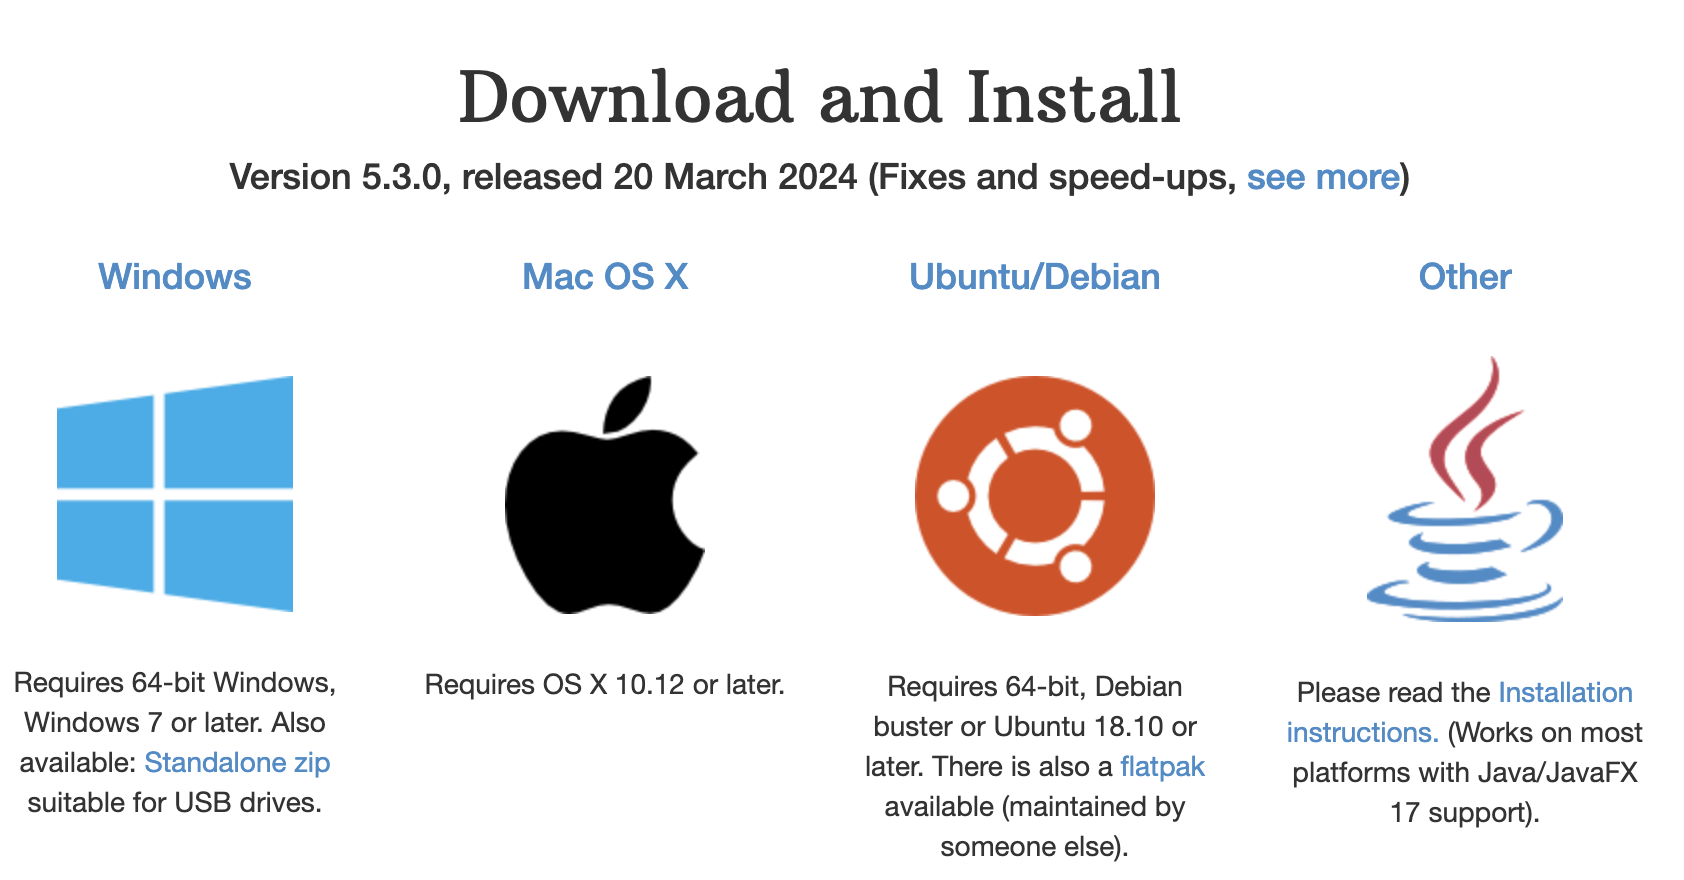 Download and Install
Version 5.3.0, released 20 March 2024 (Fixes and speed-ups, see more)
Windows
Requires 64-bit Windows,
Windows 7 or later. Also
available: Standalone zip
suitable for USB drives.
Mac OS X
Requires OS X 10.12 or later.
Ubuntu/Debian
Requires 64-bit, Debian
buster or Ubuntu 18.10 or
later. There is also a flatpak
available (maintained by
someone else).
Other
Please read the Installation
instructions. (Works on most
platforms with Java/JavaFX
17 support).